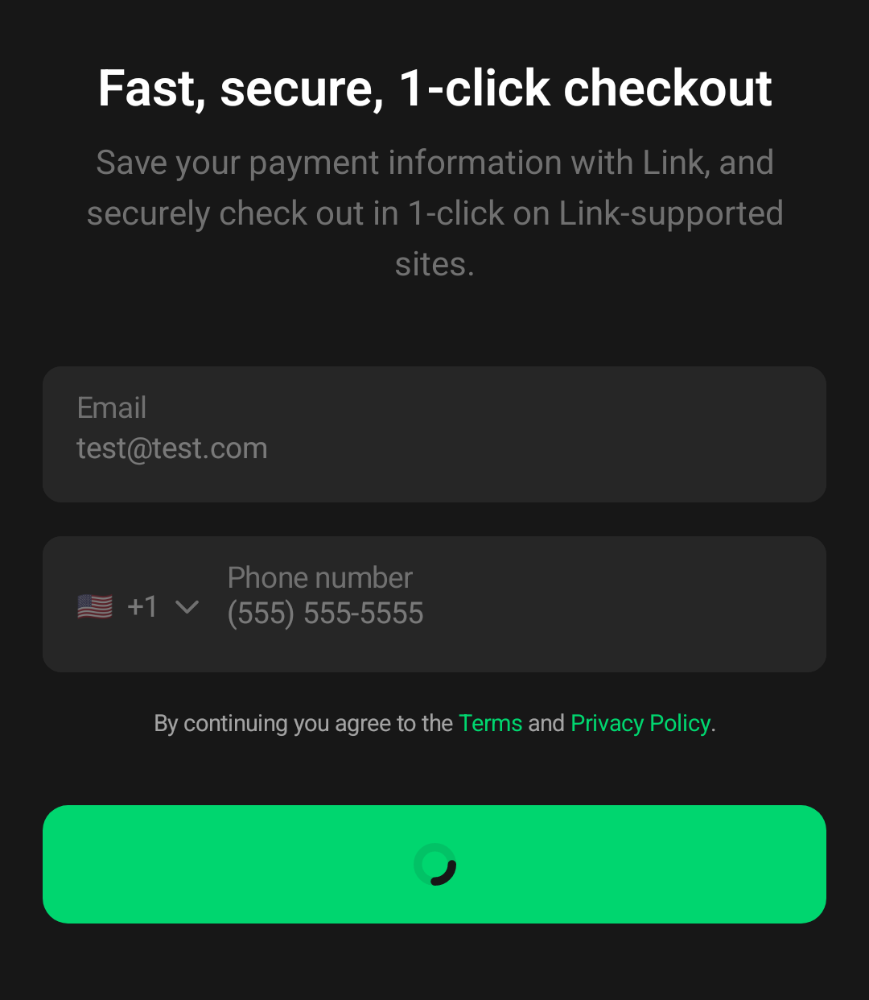 Fast, secure, 1-click checkout
Save your payment information with Link, and
securely check out in 1-click on Link-supported
sites.
Email
test@test.com
Phone number
+1 (555) 555-5555
By continuing you agree to the Terms and Privacy Policy.